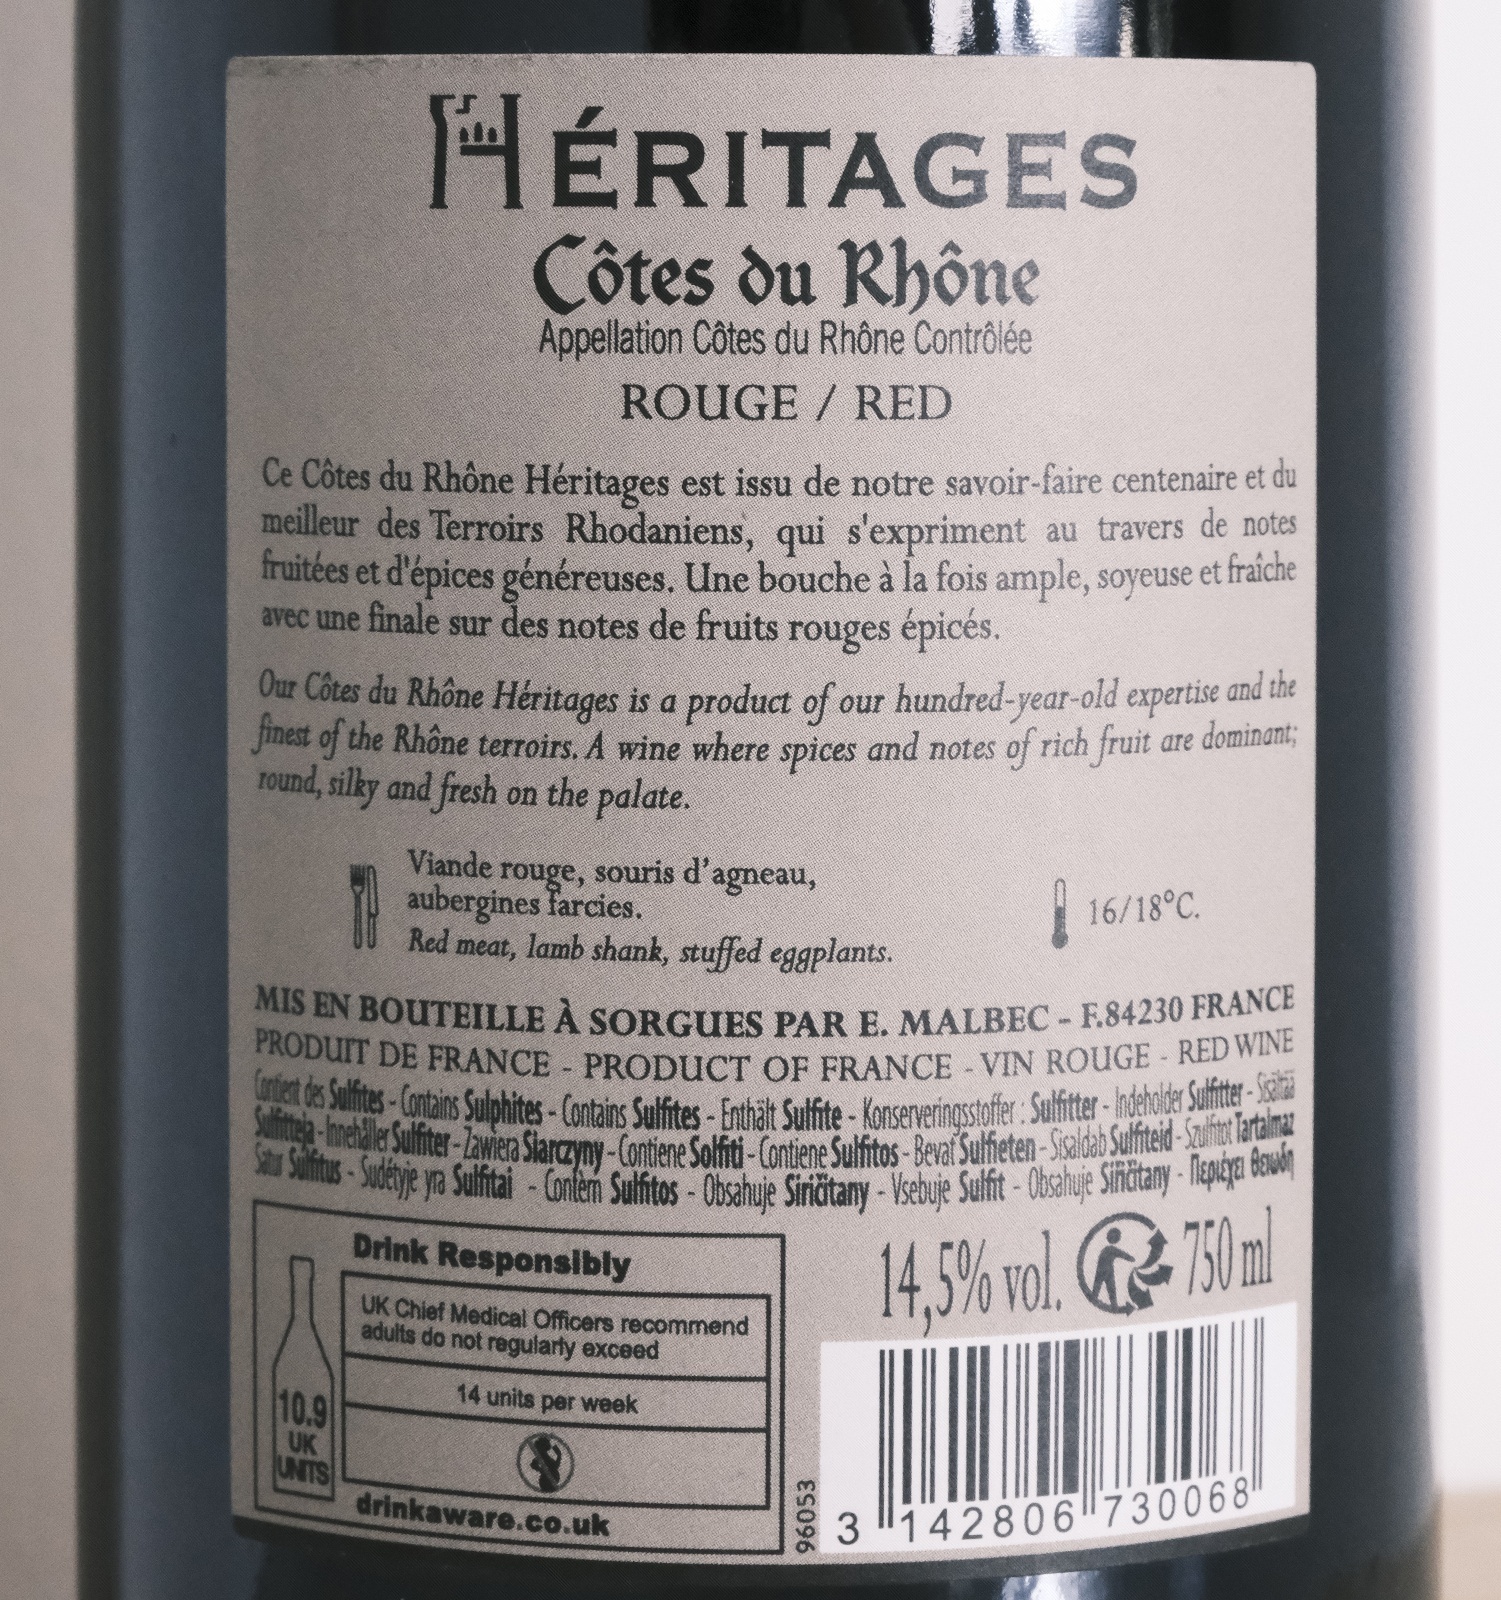 HÉRITAGES
Côtes du Rhône
Appellation Côtes du Rhône Contrôlée
ROUGE / RED
Ce Côtes du Rhône Héritages est issu de notre savoir-faire centenaire et du
meilleur des Terroirs Rhodaniens, qui s'expriment au travers de notes
fruitées et d'épices généreuses. Une bouche à la fois ample, soyeuse et fraîche
avec une finale sur des notes de fruits rouges épicés.
Our Côtes du Rhône Héritages is a product of our hundred-year-old expertise and the
finest of the Rhône terroirs. A wine where spices and notes of rich fruit are dominant;
round, silky and fresh on the palate.
Viande rouge, souris d'agneau,
aubergines farcies.
Red meat, lamb shank, stuffed eggplants.
16/18°C.
MIS EN BOUTEILLE À SORGUES PAR E. MALBEC - F.84230 FRANCE
PRODUIT DE FRANCE - PRODUCT OF FRANCE - VIN ROUGE - RED WINE
Contient des Sulfites - Contains Sulphites - Contains Sulfites - Enthält Sulfite - Konserveringsstoffer : Sulfitter - Indeholder Sulfitter - Sisältää
Sulfitteja - Innehåller Sulfiter - Zawiera Siarczyny - Contiene Solfiti - Contiene Sulfitos - Bevat Sulfieten - Sisaldab Sulfiteid - Szulfitot Tartalmaz
Satur Sulfitus - Sudétyje yra Sulfitai - Contèm Sulfitos - Obsahuje Siričitany - Vsebuje Sulfit - Obsahuje Siřičitany - Περιέχει Θειώδη
Drink Responsibly
UK Chief Medical Officers recommend
adults do not regularly exceed
14 units per week
10.9
UK
UNITS
drinkaware.co.uk
14,5% vol.
750 ml
96053
3 142806 730068